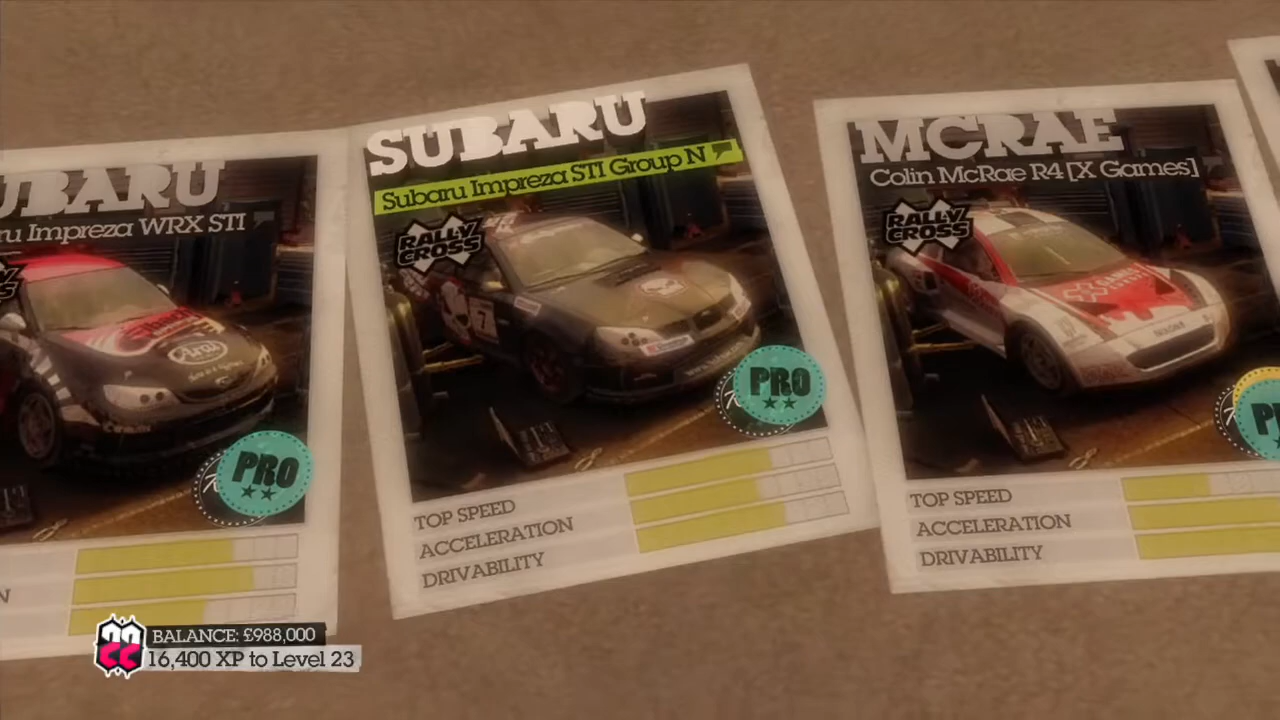 UBARU
ru Impreza WRX STI
PRO
SUBARU
Subaru Impreza STI Group N
RALLY
CROSS
7
PRO
TOP SPEED
ACCELERATION
DRIVABILITY
MCRAE
Colin McRae R4 [X Games]
RALLY
CROSS
TOP SPEED
ACCELERATION
DRIVABILITY
BALANCE: £988,000
16,400 XP to Level 23